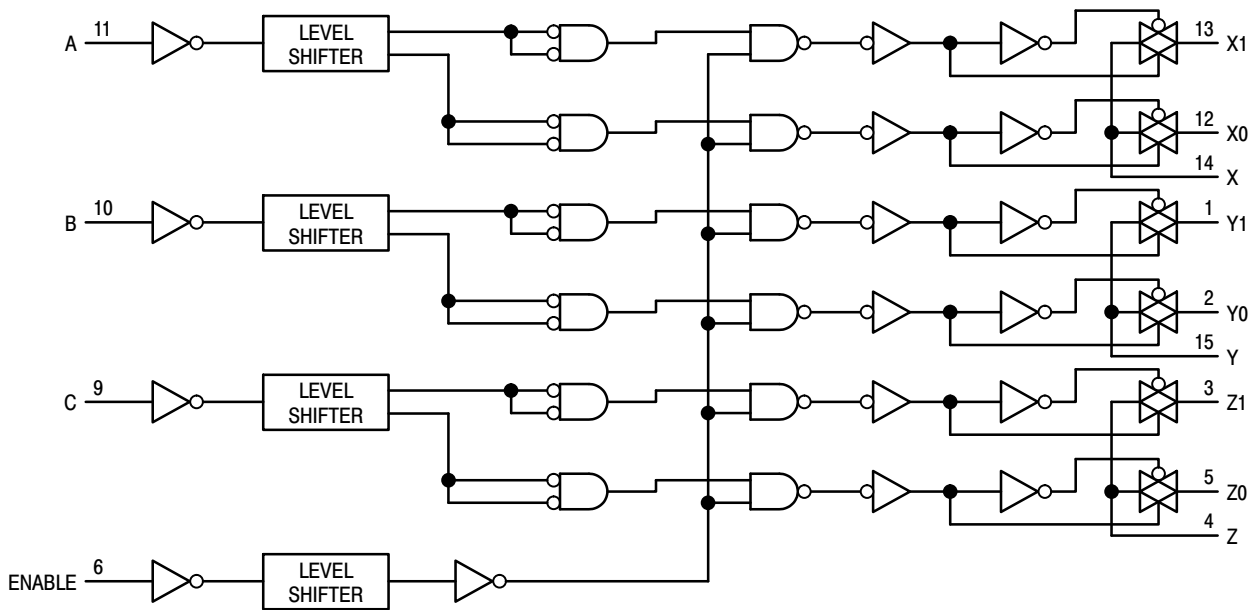 A 11 LEVEL SHIFTER 13 X1
12 X0
14 X
B 10 LEVEL SHIFTER 1 Y1
2 Y0
15 Y
C 9 LEVEL SHIFTER 3 Z1
5 Z0
4 Z
ENABLE 6 LEVEL SHIFTER